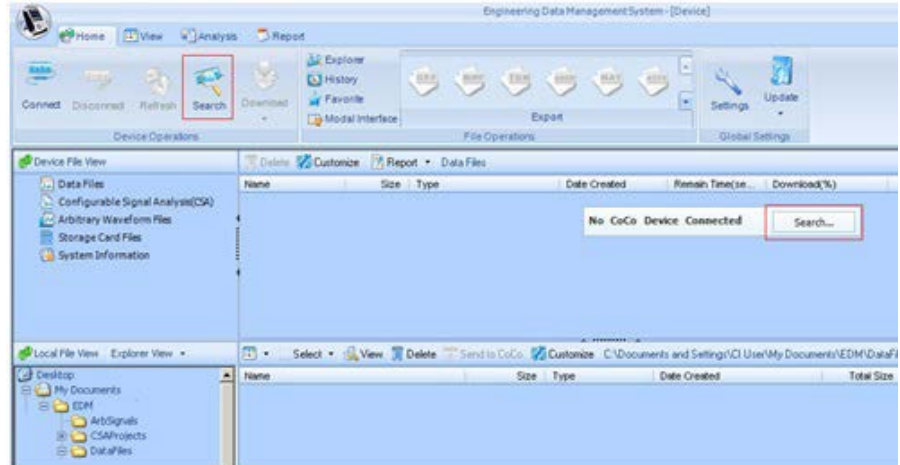 Engineering Data Management System - [Device]
Home View Analysis Report
Connected Disconnect Refresh Search Download
Explorer
History
Favorite
Modal Interface
Export
Settings Update
Device Operations File Operations Global Settings
Device File View
Delete Customize Report Data Files
Data Files
Configurable Signal Analysis(CSA)
Arbitrary Waveform Files
Storage Card Files
System Information
Name Size Type Date Created Remain Time(se... Download(%)
No CoCo Device Connected Search...
Local File View Explorer View
Select View Delete Send to CoCo Customize C:\Documents and Settings\CI User\My Documents\EDM\DataFi
Desktop
My Documents
EDM
ArbSignals
CSAProjects
DataFiles
Name Size Type Date Created Total Size